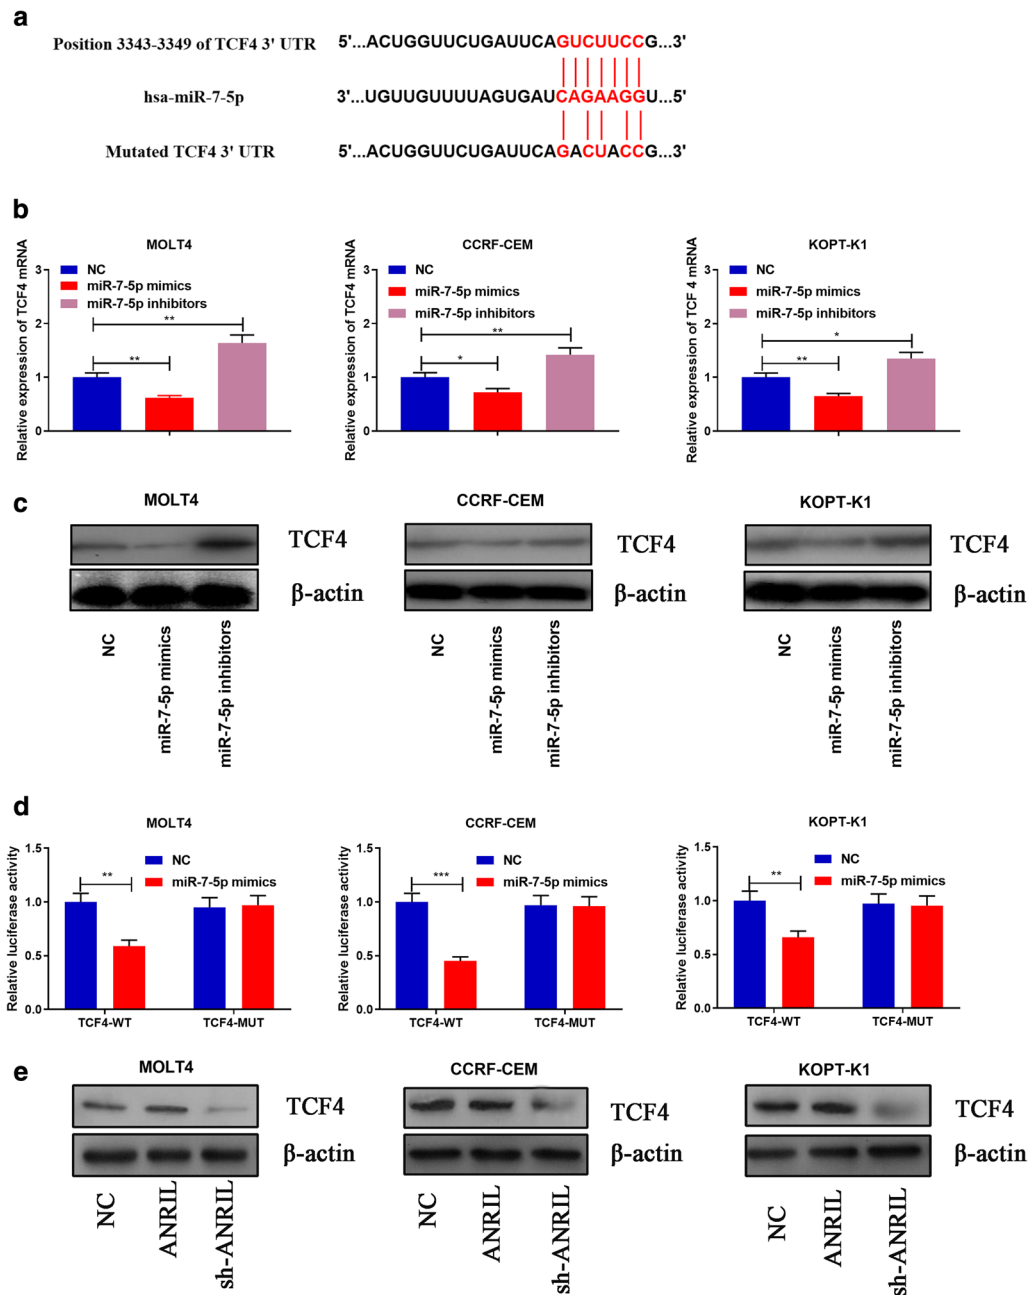 a
Position 3343-3349 of TCF4 3' UTR 5'...ACUGGUUCUGAUUCAGUCUUCCG...3'
hsa-miR-7-5p 3'...UGUUGUUUUAGUGAUCAGAAGGU...5'
Mutated TCF4 3' UTR 5'...ACUGGUUCUGAUUCAGACUACCG...3'
b
MOLT4
Relative expression of TCF4 mRNA
3
2
1
0
NC
miR-7-5p mimics
miR-7-5p inhibitors
**
**
CCRF-CEM
Relative expression of TCF4 mRNA
3
2
1
0
NC
miR-7-5p mimics
miR-7-5p inhibitors
**
*
KOPT-K1
Relative expression of TCF 4 mRNA
3
2
1
0
NC
miR-7-5p mimics
miR-7-5p inhibitors
*
**
c
MOLT4
TCF4
β-actin
NC
miR-7-5p mimics
miR-7-5p inhibitors
CCRF-CEM
TCF4
β-actin
NC
miR-7-5p mimics
miR-7-5p inhibitors
KOPT-K1
TCF4
β-actin
NC
miR-7-5p mimics
miR-7-5p inhibitors
d
MOLT4
Relative luciferase activity
1.5
1.0
0.5
0.0
NC
miR-7-5p mimics
**
TCF4-WT TCF4-MUT
CCRF-CEM
Relative luciferase activity
1.5
1.0
0.5
0.0
NC
miR-7-5p mimics
***
TCF4-WT TCF4-MUT
KOPT-K1
Relative luciferase activity
1.5
1.0
0.5
0.0
NC
miR-7-5p mimics
**
TCF4-WT TCF4-MUT
e
MOLT4
TCF4
β-actin
NC
ANRIL
sh-ANRIL
CCRF-CEM
TCF4
β-actin
NC
ANRIL
sh-ANRIL
KOPT-K1
TCF4
β-actin
NC
ANRIL
sh-ANRIL